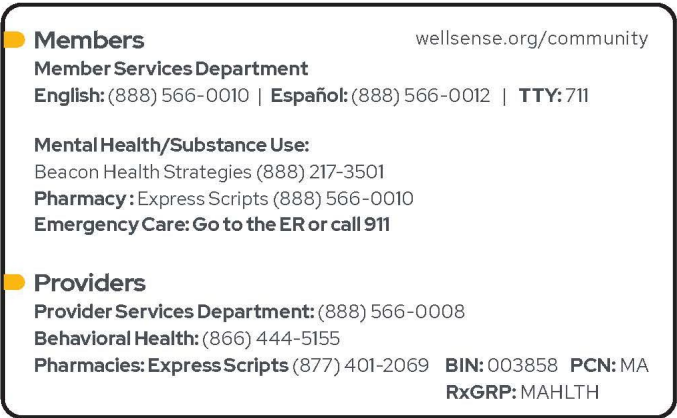 Members
wellsense.org/community
Member Services Department
English: (888) 566-0010 | Español: (888) 566-0012 | TTY: 711
Mental Health/Substance Use:
Beacon Health Strategies (888) 217-3501
Pharmacy : Express Scripts (888) 566-0010
Emergency Care: Go to the ER or call 911
Providers
Provider Services Department: (888) 566-0008
Behavioral Health: (866) 444-5155
Pharmacies: Express Scripts (877) 401-2069 BIN: 003858 PCN: MA
RxGRP: MAHLTH